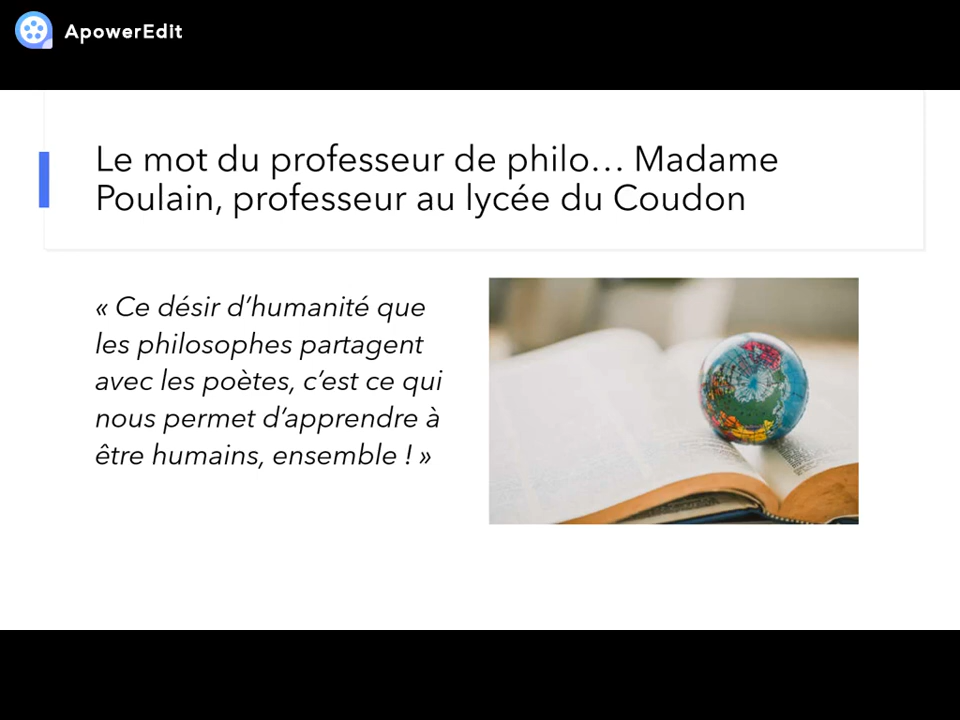 ApowerEdit
Le mot du professeur de philo… Madame
Poulain, professeur au lycée du Coudon
« Ce désir d’humanité que
les philosophes partagent
avec les poètes, c’est ce qui
nous permet d’apprendre à
être humains, ensemble ! »